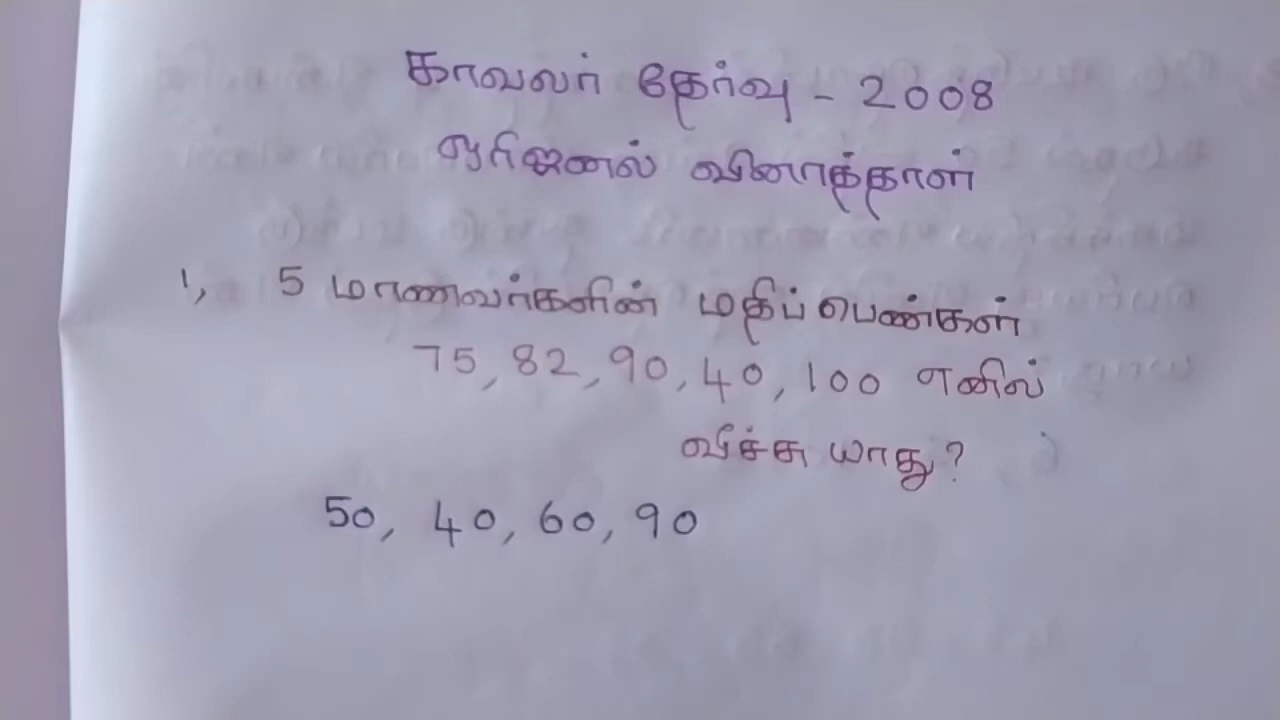 காவலர் தேர்வு - 2008
ஒரிஜனல் வினாத்தாள்
1, 5 மாணவர்களின் மதிப்பெண்கள்
75, 82, 90, 40, 100 எனில்
வீச்சு யாது?
50, 40, 60, 90